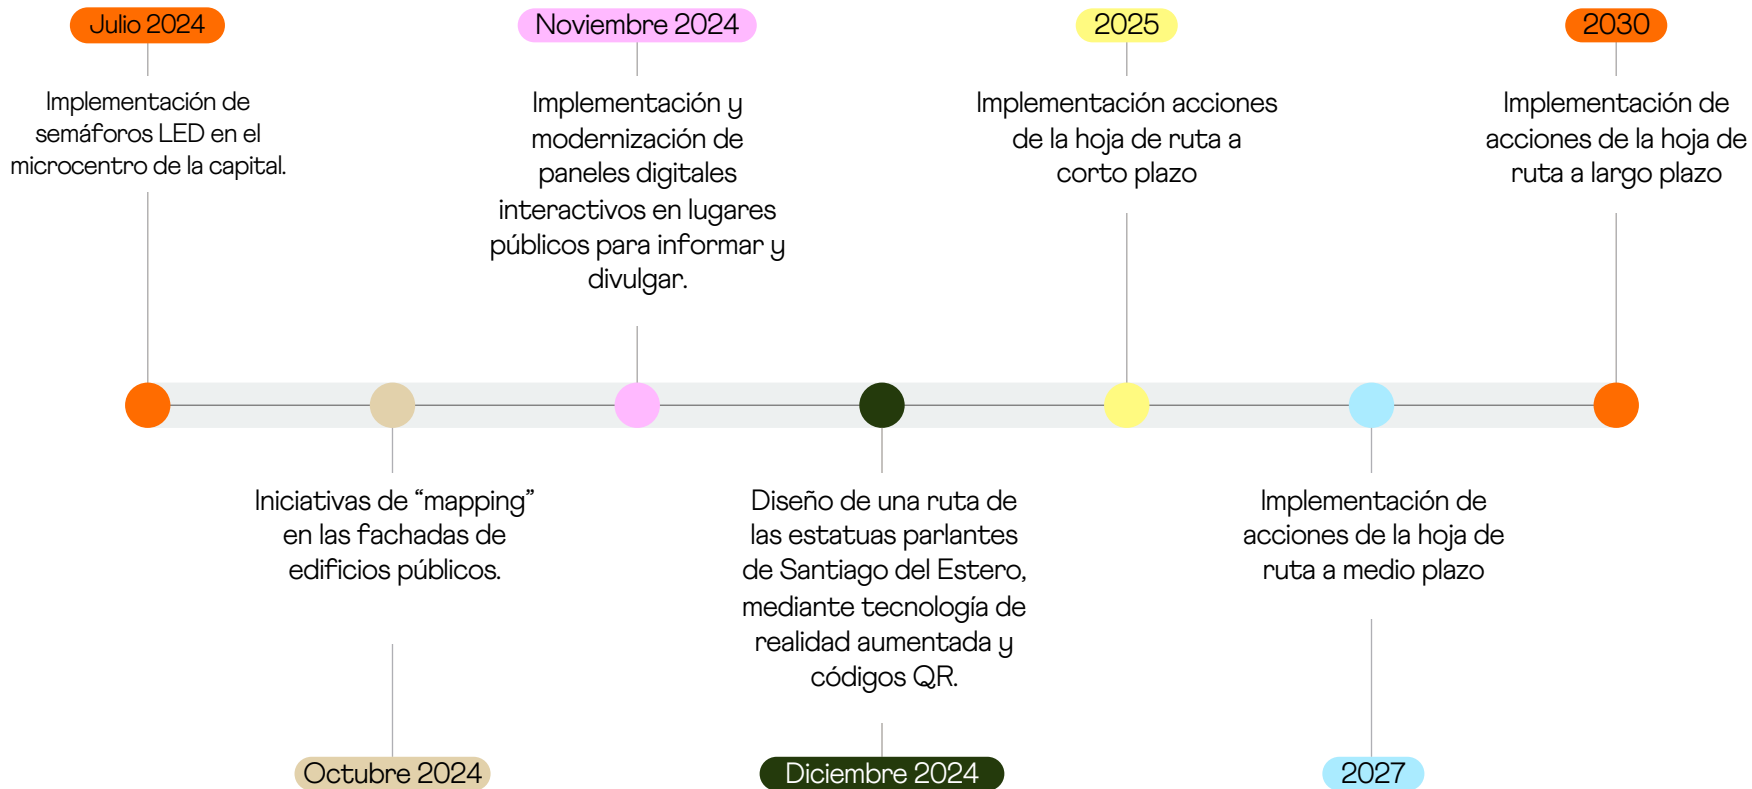 Julio 2024
Implementación de
semáforos LED en el
microcentro de la capital.
Iniciativas de “mapping”
en las fachadas de
edificios públicos.
Octubre 2024
Noviembre 2024
Implementación y
modernización de
paneles digitales
interactivos en lugares
públicos para informar y
divulgar.
Diseño de una ruta de
las estatuas parlantes
de Santiago del Estero,
mediante tecnología de
realidad aumentada y
códigos QR.
Diciembre 2024
2025
Implementación acciones
de la hoja de ruta a
corto plazo
Implementación de
acciones de la hoja de
ruta a medio plazo
2027
2030
Implementación de
acciones de la hoja de
ruta a largo plazo